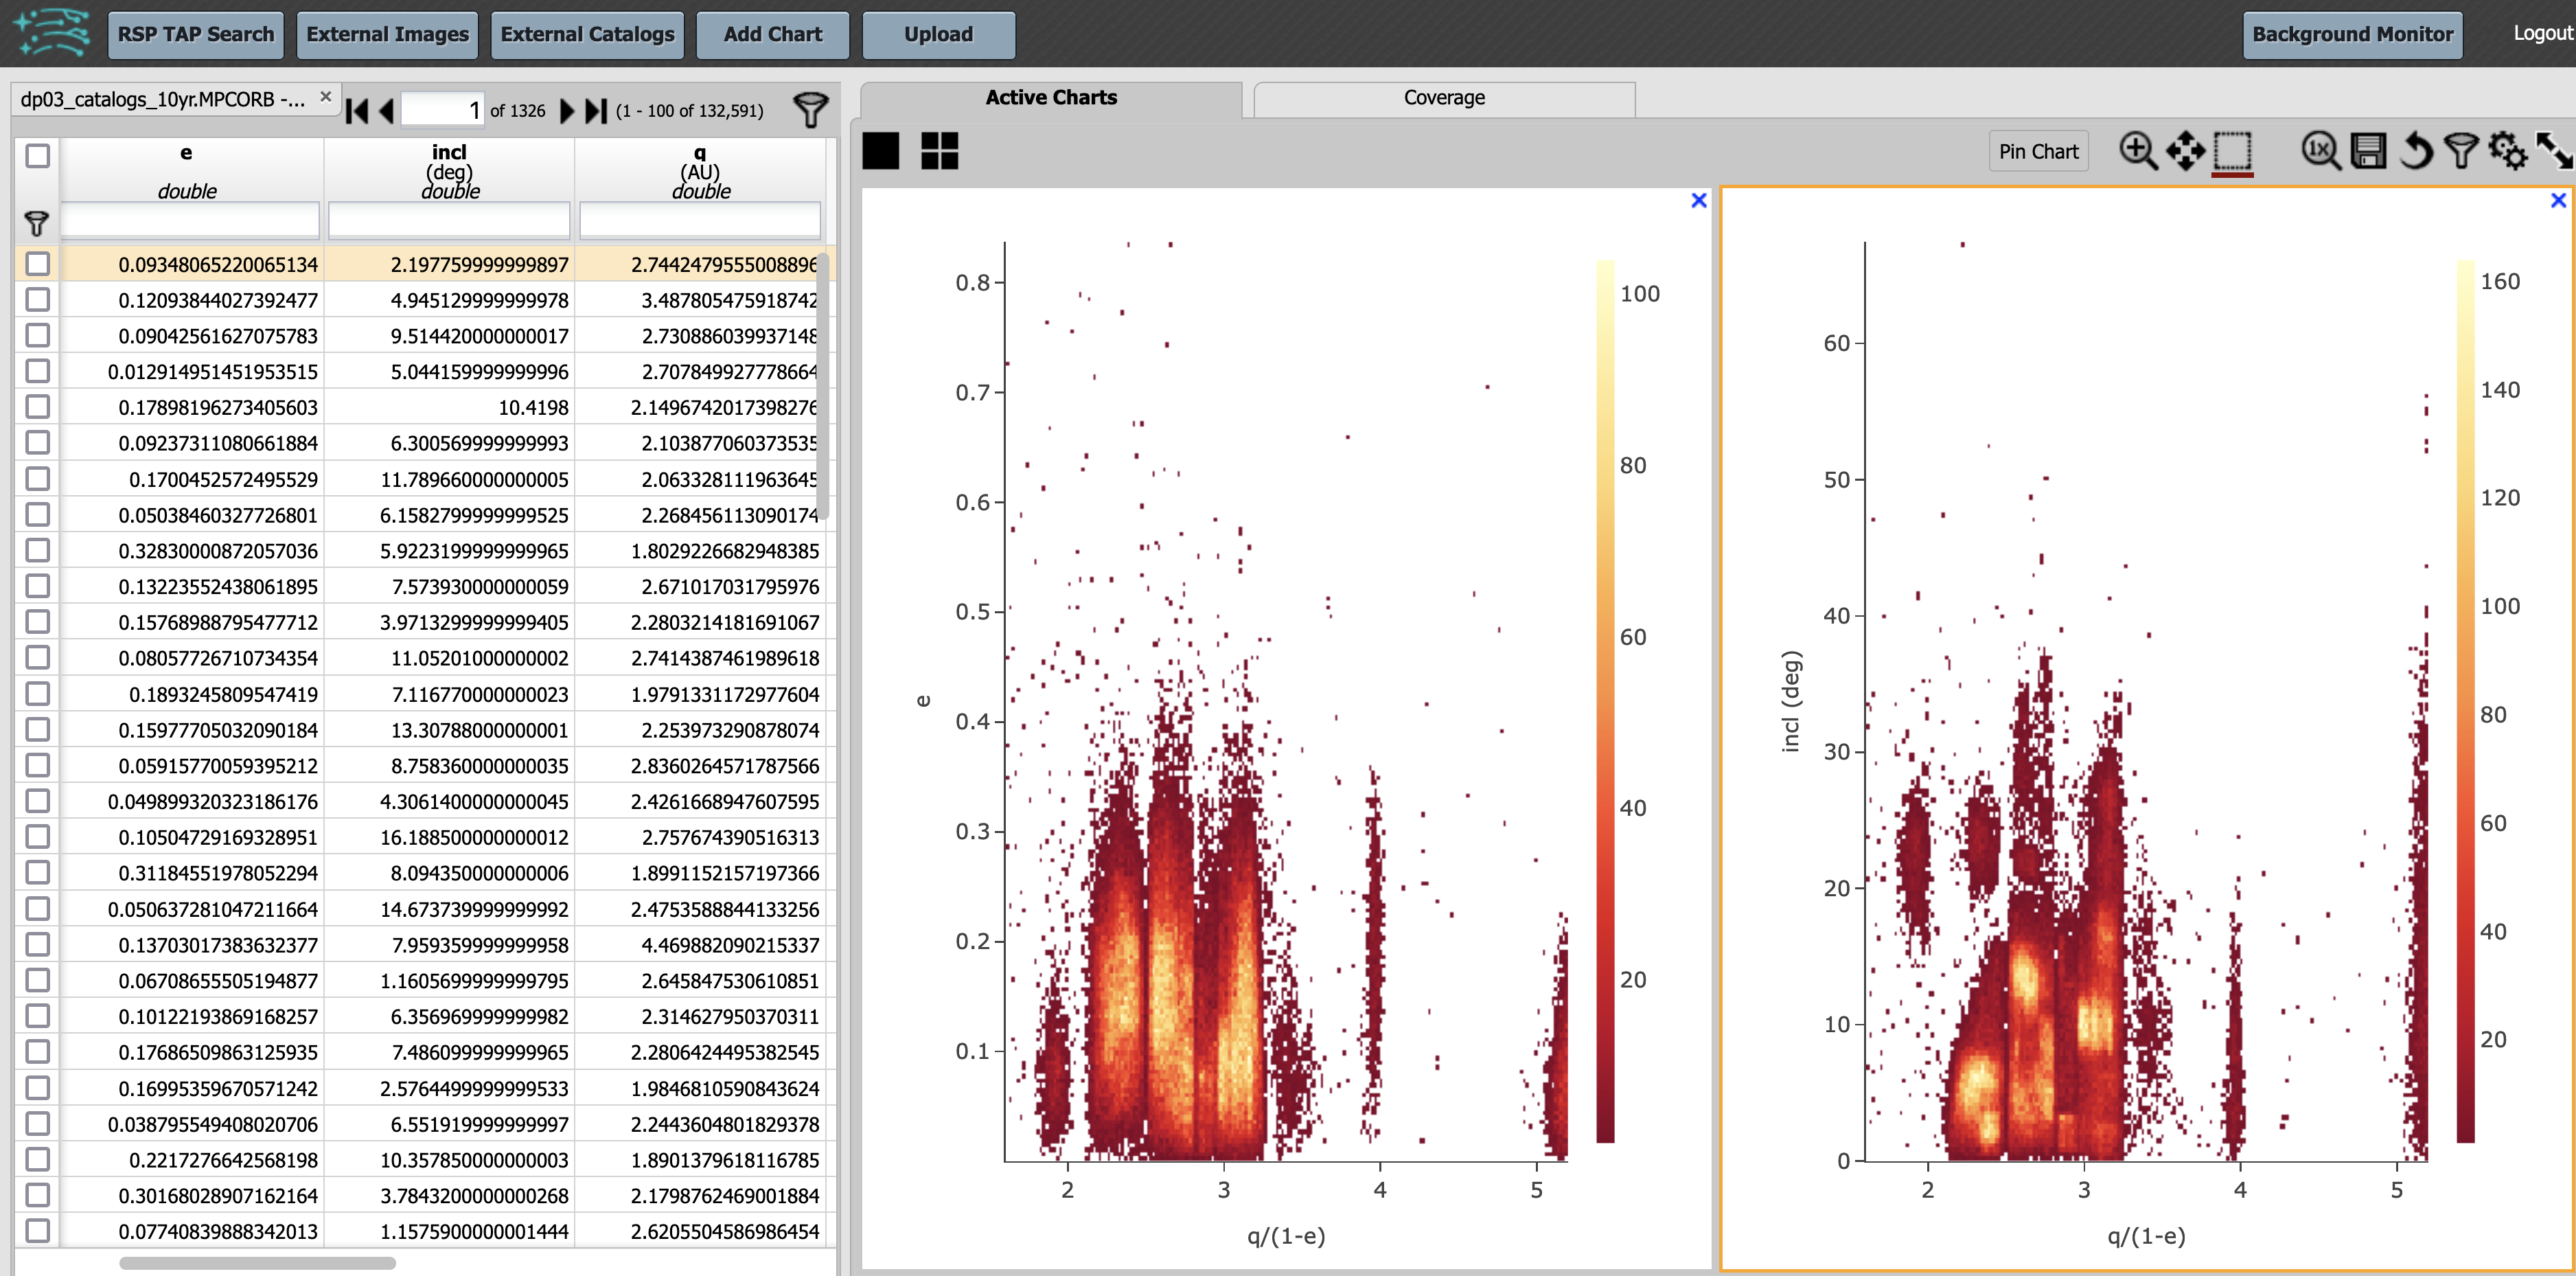 RSP TAP Search External Images External Catalogs Add Chart Upload Background Monitor Logout
dp03_catalogs_10yr.MPCORB -... × 1 of 1326 (1 - 100 of 132,591)
Active Charts Coverage
Pin Chart 1x
e incl q
(deg) (AU)
double double double
0.09348065220065134 2.197759999999897 2.7442479555008896
0.12093844027392477 4.945129999999978 3.487805475918742
0.09042561627075783 9.514420000000017 2.730886039937148
0.012914951451953515 5.044159999999996 2.707849927778664
0.17898196273405603 10.4198 2.1496742017398276
0.09237311080661884 6.300569999999993 2.103877060373535
0.1700452572495529 11.789660000000005 2.063328111963645
0.05038460327726801 6.1582799999999525 2.268456113090174
0.32830000872057036 5.9223199999999965 1.8029226682948385
0.13223552438061895 7.573930000000059 2.671017031795976
0.15768988795477712 3.9713299999999405 2.2803214181691067
0.08057726710734354 11.05201000000002 2.7414387461989618
0.1893245809547419 7.116770000000023 1.9791331172977604
0.15977705032090184 13.30788000000001 2.253973290878074
0.05915770059395212 8.758360000000035 2.8360264571787566
0.049899320323186176 4.3061400000000045 2.4261668947607595
0.10504729169328951 16.188500000000012 2.757674390516313
0.31184551978052294 8.094350000000006 1.8991152157197366
0.050637281047211664 14.673739999999992 2.4753588844133256
0.13703017383632377 7.959359999999958 4.469882090215337
0.06708655505194877 1.1605699999999795 2.645847530610851
0.10122193869168257 6.356969999999982 2.314627950370311
0.17686509863125935 7.486099999999965 2.2806424495382545
0.16995359670571242 2.5764499999999533 1.9846810590843624
0.038795549408020706 6.551919999999997 2.2443604801829378
0.2217276642568198 10.357850000000003 1.8901379618116785
0.30168028907162164 3.7843200000000268 2.1798762469001884
0.07740839888342013 1.1575900000001444 2.6205504586986454
0.8
0.7
0.6
0.5
0.4
0.3
0.2
0.1
e
2 3 4 5
q/(1-e)
100
80
60
40
20
60
50
40
30
20
10
0
incl (deg)
2 3 4 5
q/(1-e)
160
140
120
100
80
60
40
20